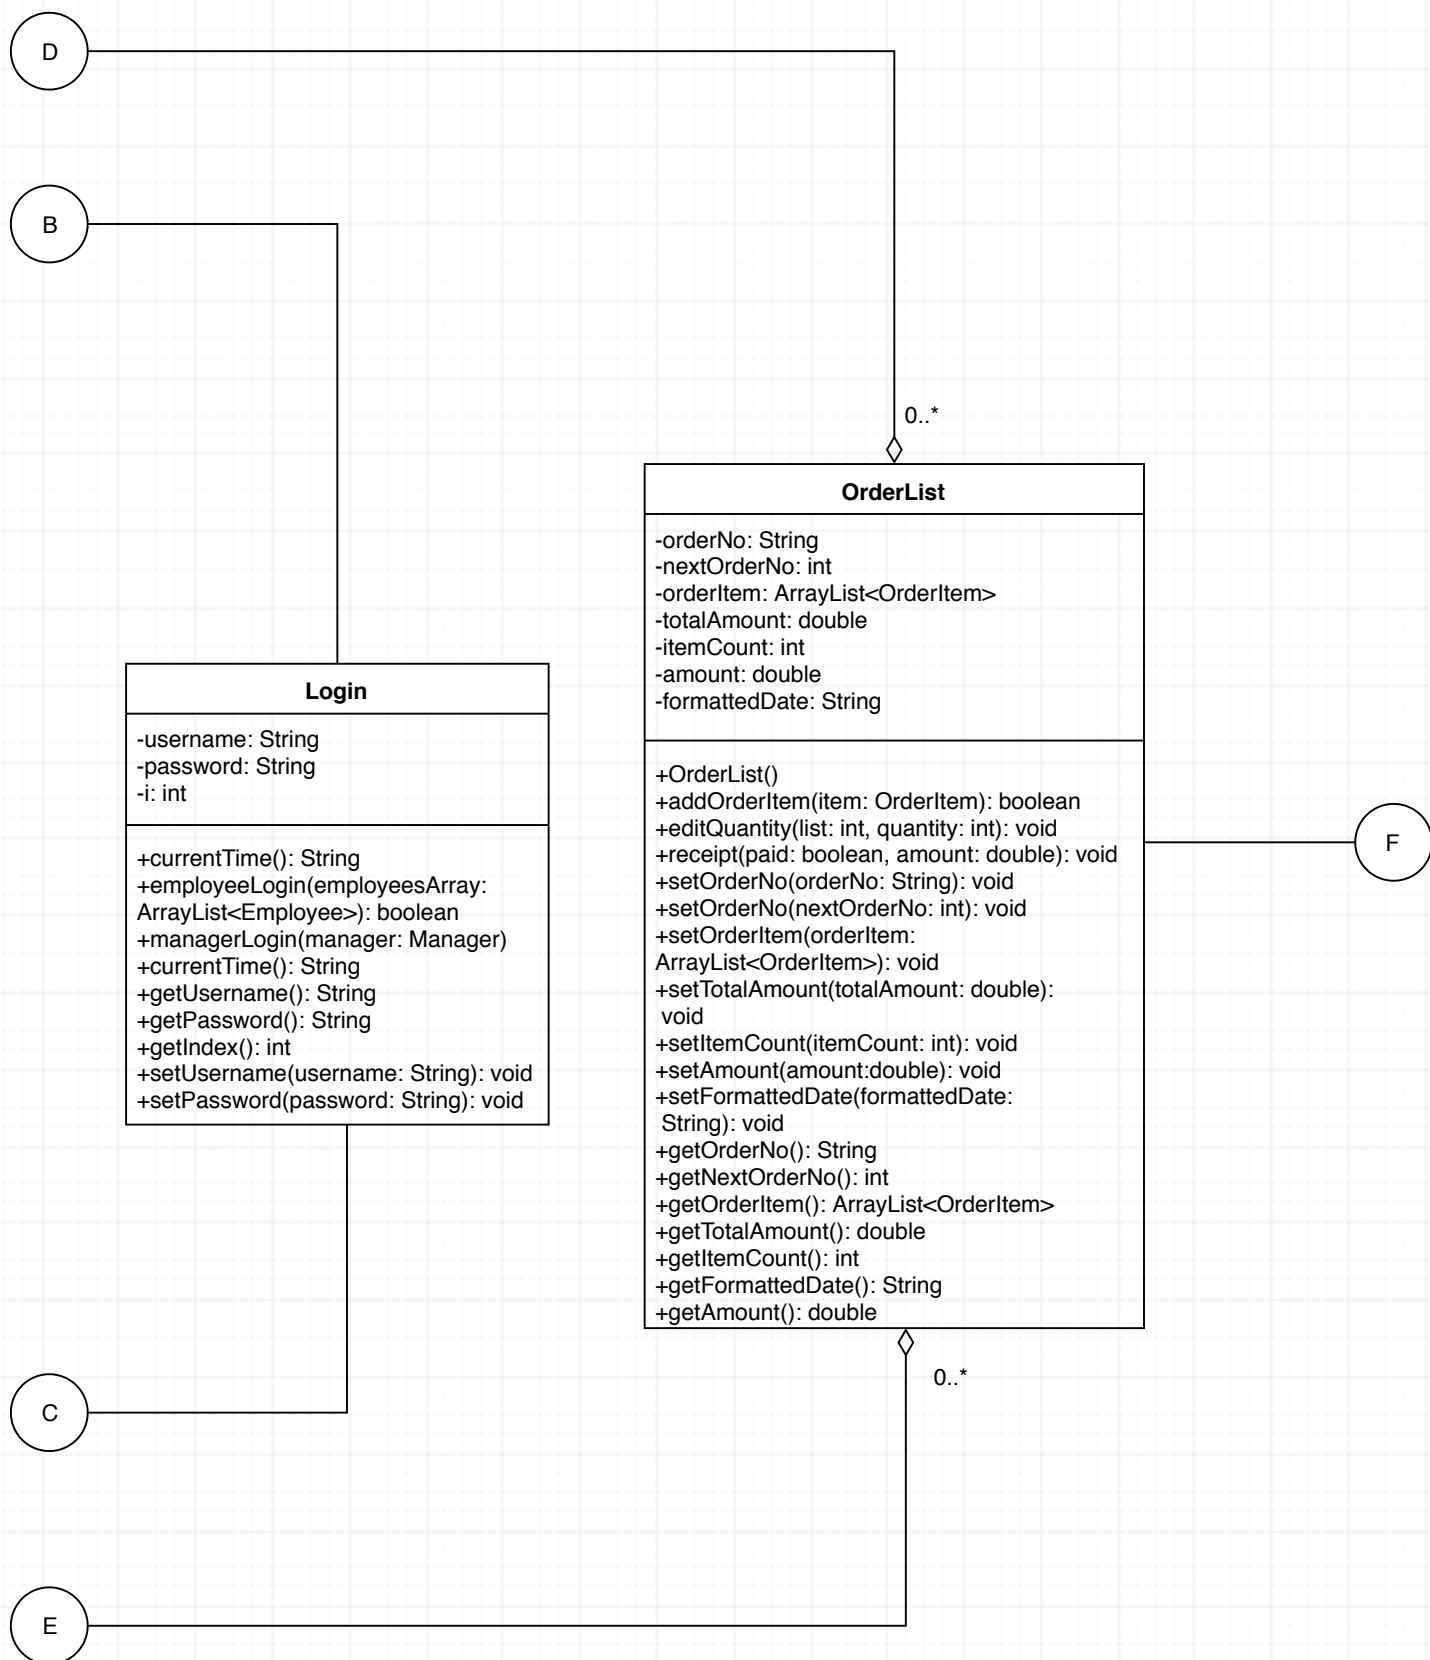 D
B
0..*
OrderList
-orderNo: String
-nextOrderNo: int
-orderItem: ArrayList<OrderItem>
-totalAmount: double
-itemCount: int
-amount: double
-formattedDate: String
+OrderList()
+addOrderItem(item: OrderItem): boolean
+editQuantity(list: int, quantity: int): void
+receipt(paid: boolean, amount: double): void
+setOrderNo(orderNo: String): void
+setOrderNo(nextOrderNo: int): void
+setOrderItem(orderItem:
ArrayList<OrderItem>): void
+setTotalAmount(totalAmount: double):
void
+setItemCount(itemCount: int): void
+setAmount(amount:double): void
+setFormattedDate(formattedDate:
String): void
+getOrderNo(): String
+getNextOrderNo(): int
+getOrderItem(): ArrayList<OrderItem>
+getTotalAmount(): double
+getItemCount(): int
+getFormattedDate(): String
+getAmount(): double
Login
-username: String
-password: String
-i: int
+currentTime(): String
+employeeLogin(employeesArray:
ArrayList<Employee>): boolean
+managerLogin(manager: Manager)
+currentTime(): String
+getUsername(): String
+getPassword(): String
+getIndex(): int
+setUsername(username: String): void
+setPassword(password: String): void
F
0..*
C
E